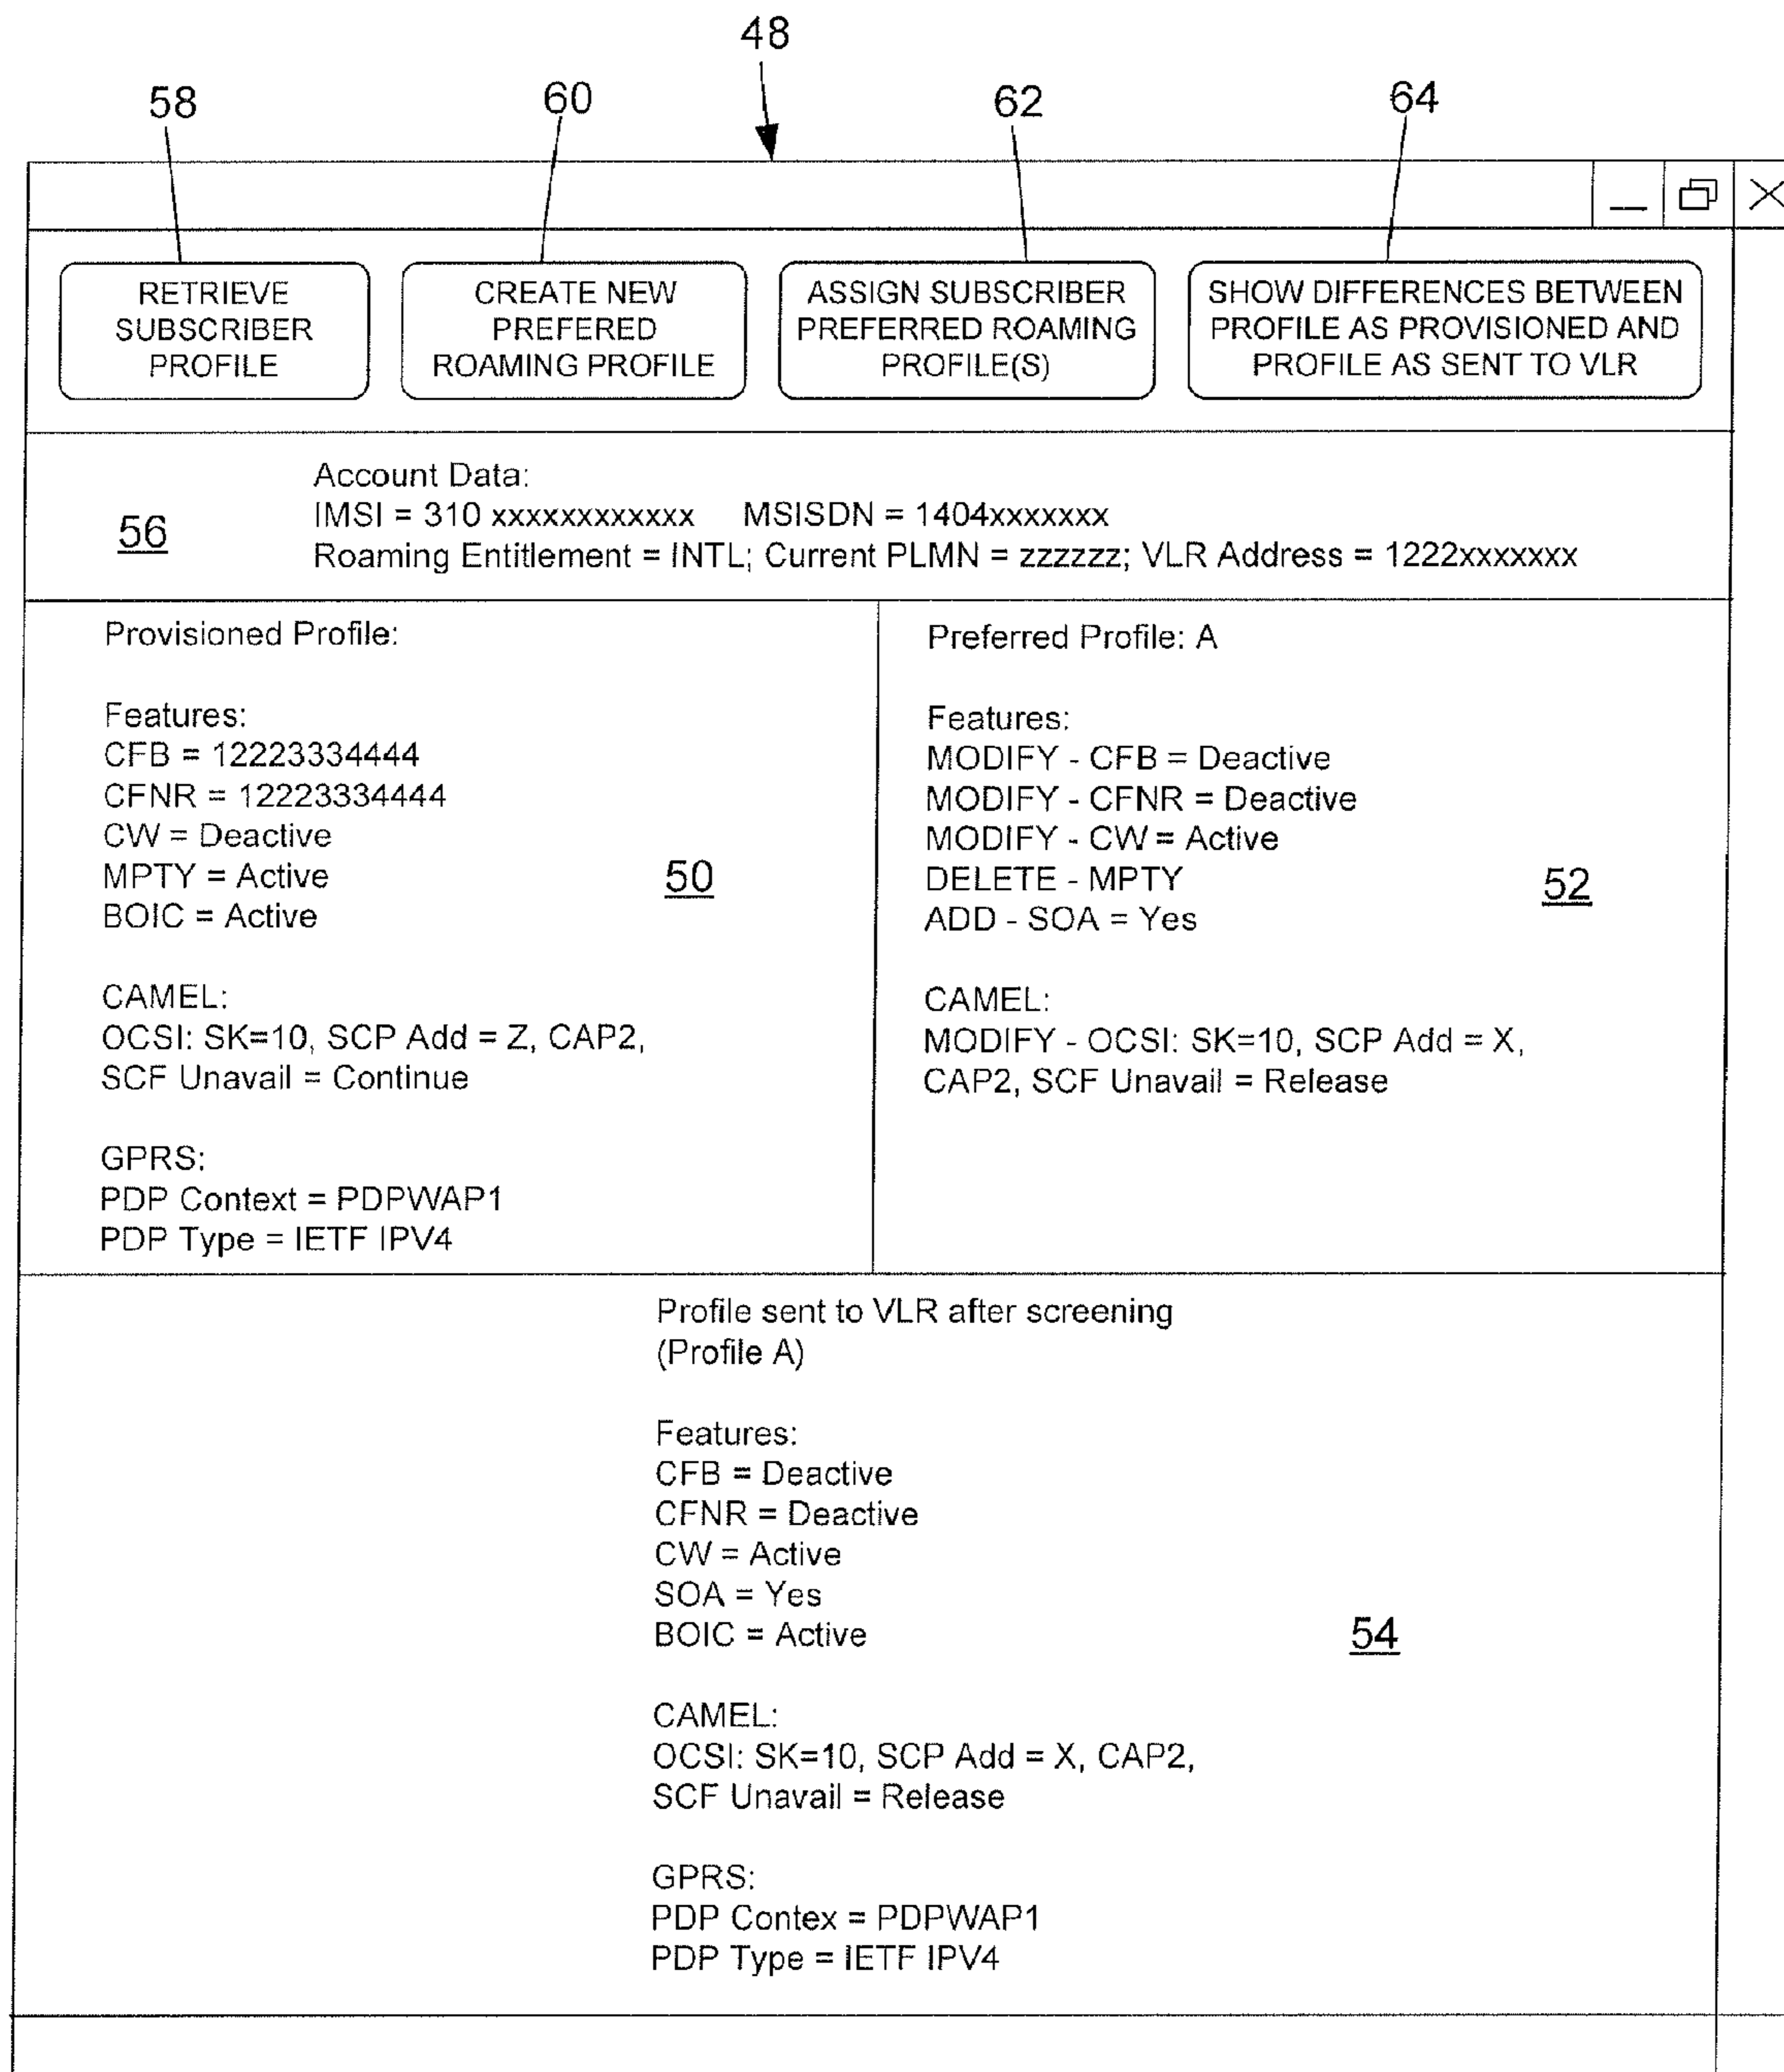 48
58
60
62
64
RETRIEVE
SUBSCRIBER
PROFILE
CREATE NEW
PREFERED
ROAMING PROFILE
ASSIGN SUBSCRIBER
PREFERRED ROAMING
PROFILE(S)
SHOW DIFFERENCES BETWEEN
PROFILE AS PROVISIONED AND
PROFILE AS SENT TO VLR
56
Account Data:
IMSI = 310 xxxxxxxxxxxx MSISDN = 1404xxxxxxx
Roaming Entitlement = INTL; Current PLMN = zzzzzz; VLR Address = 1222xxxxxxx
Provisioned Profile:
Features:
CFB = 12223334444
CFNR = 12223334444
CW = Deactive
MPTY = Active
BOIC = Active
50
CAMEL:
OCSI: SK=10, SCP Add = Z, CAP2,
SCF Unavail = Continue
GPRS:
PDP Context = PDPWAP1
PDP Type = IETF IPV4
Preferred Profile: A
Features:
MODIFY - CFB = Deactive
MODIFY - CFNR = Deactive
MODIFY - CW = Active
DELETE - MPTY
ADD - SOA = Yes
52
CAMEL:
MODIFY - OCSI: SK=10, SCP Add = X,
CAP2, SCF Unavail = Release
Profile sent to VLR after screening
(Profile A)
Features:
CFB = Deactive
CFNR = Deactive
CW = Active
SOA = Yes
BOIC = Active
54
CAMEL:
OCSI: SK=10, SCP Add = X, CAP2,
SCF Unavail = Release
GPRS:
PDP Contex = PDPWAP1
PDP Type = IETF IPV4